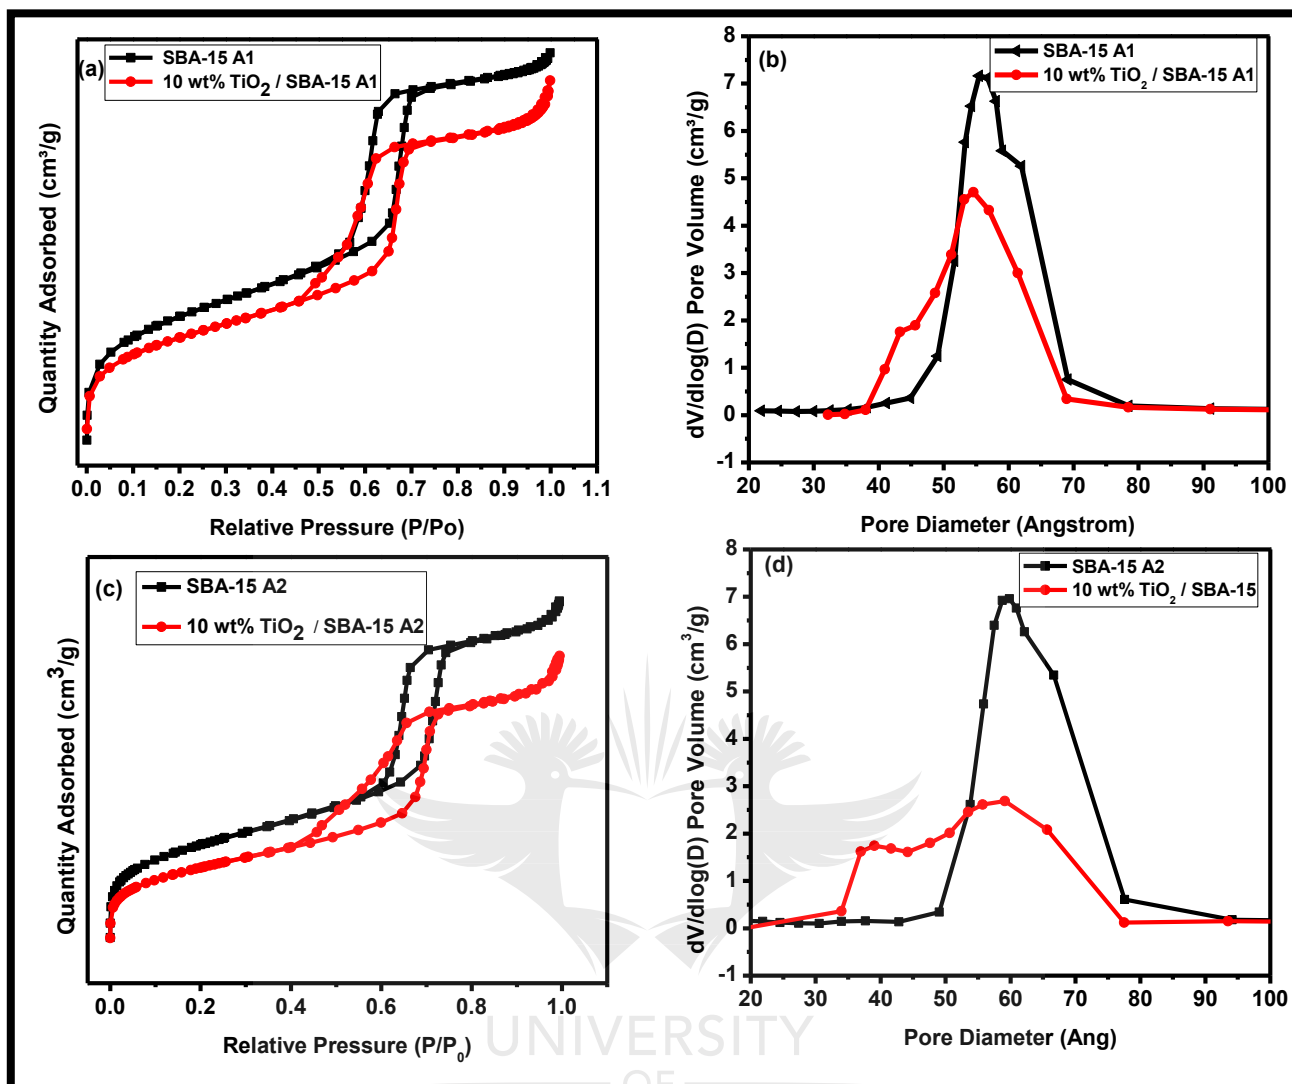 (a)
SBA-15 A1
10 wt% TiO2 / SBA-15 A1
Quantity Adsorbed (cm³/g)
0.0 0.1 0.2 0.3 0.4 0.5 0.6 0.7 0.8 0.9 1.0 1.1
Relative Pressure (P/Po)
(b)
SBA-15 A1
10 wt% TiO2 / SBA-15 A1
dV/dlog(D) Pore Volume (cm³/g)
8
7
6
5
4
3
2
1
0
-1
20 30 40 50 60 70 80 90 100
Pore Diameter (Angstrom)
(c)
SBA-15 A2
10 wt% TiO2 / SBA-15 A2
Quantity Adsorbed (cm3/g)
0.0 0.2 0.4 0.6 0.8 1.0
Relative Pressure (P/P0)
(d)
SBA-15 A2
10 wt% TiO2 / SBA-15
dV/dlog(D) Pore Volume (cm3/g)
8
7
6
5
4
3
2
1
0
-1
20 30 40 50 60 70 80 90 100
Pore Diameter (Ang)
UNIVERSITY
OF